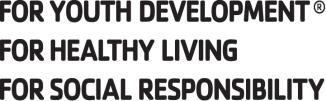 FOR YOUTH DEVELOPMENT®
FOR HEALTHY LIVING
FOR SOCIAL RESPONSIBILITY